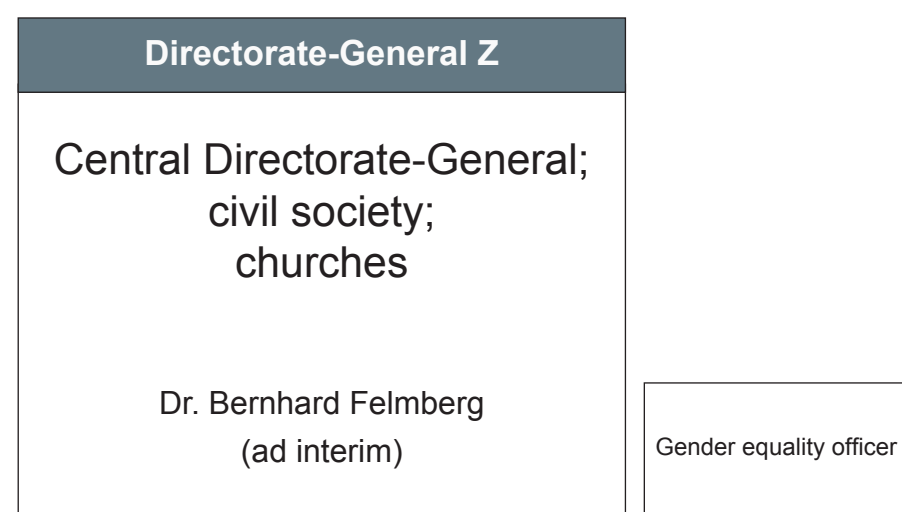 Directorate-General Z
Central Directorate-General;
civil society;
churches
Dr. Bernhard Felmberg
(ad interim)
Gender equality officer